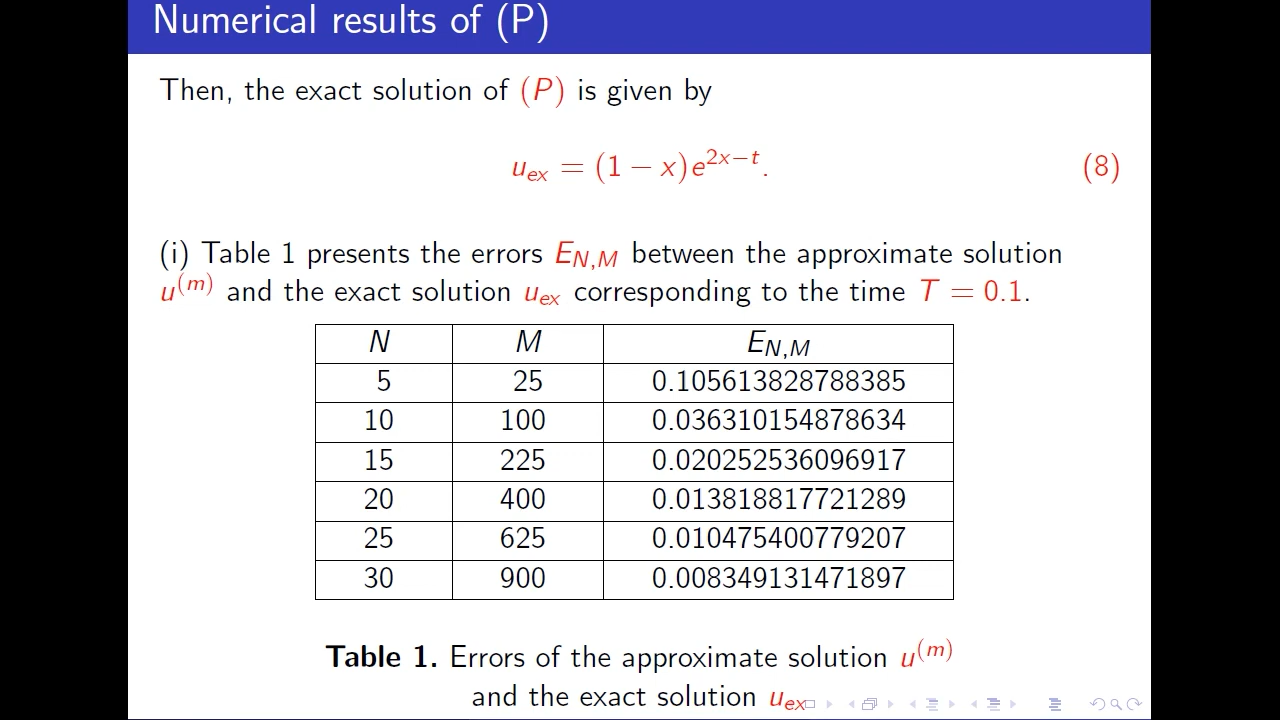 Numerical results of (P)
Then, the exact solution of (P) is given by
u_ex = (1 − x)e^{2x−t}. (8)
(i) Table 1 presents the errors E_{N,M} between the approximate solution
u^{(m)} and the exact solution u_ex corresponding to the time T = 0.1.
N M E_{N,M}
5 25 0.105613828788385
10 100 0.036310154878634
15 225 0.020252536096917
20 400 0.013818817721289
25 625 0.010475400779207
30 900 0.008349131471897
Table 1. Errors of the approximate solution u^{(m)}
and the exact solution u_ex